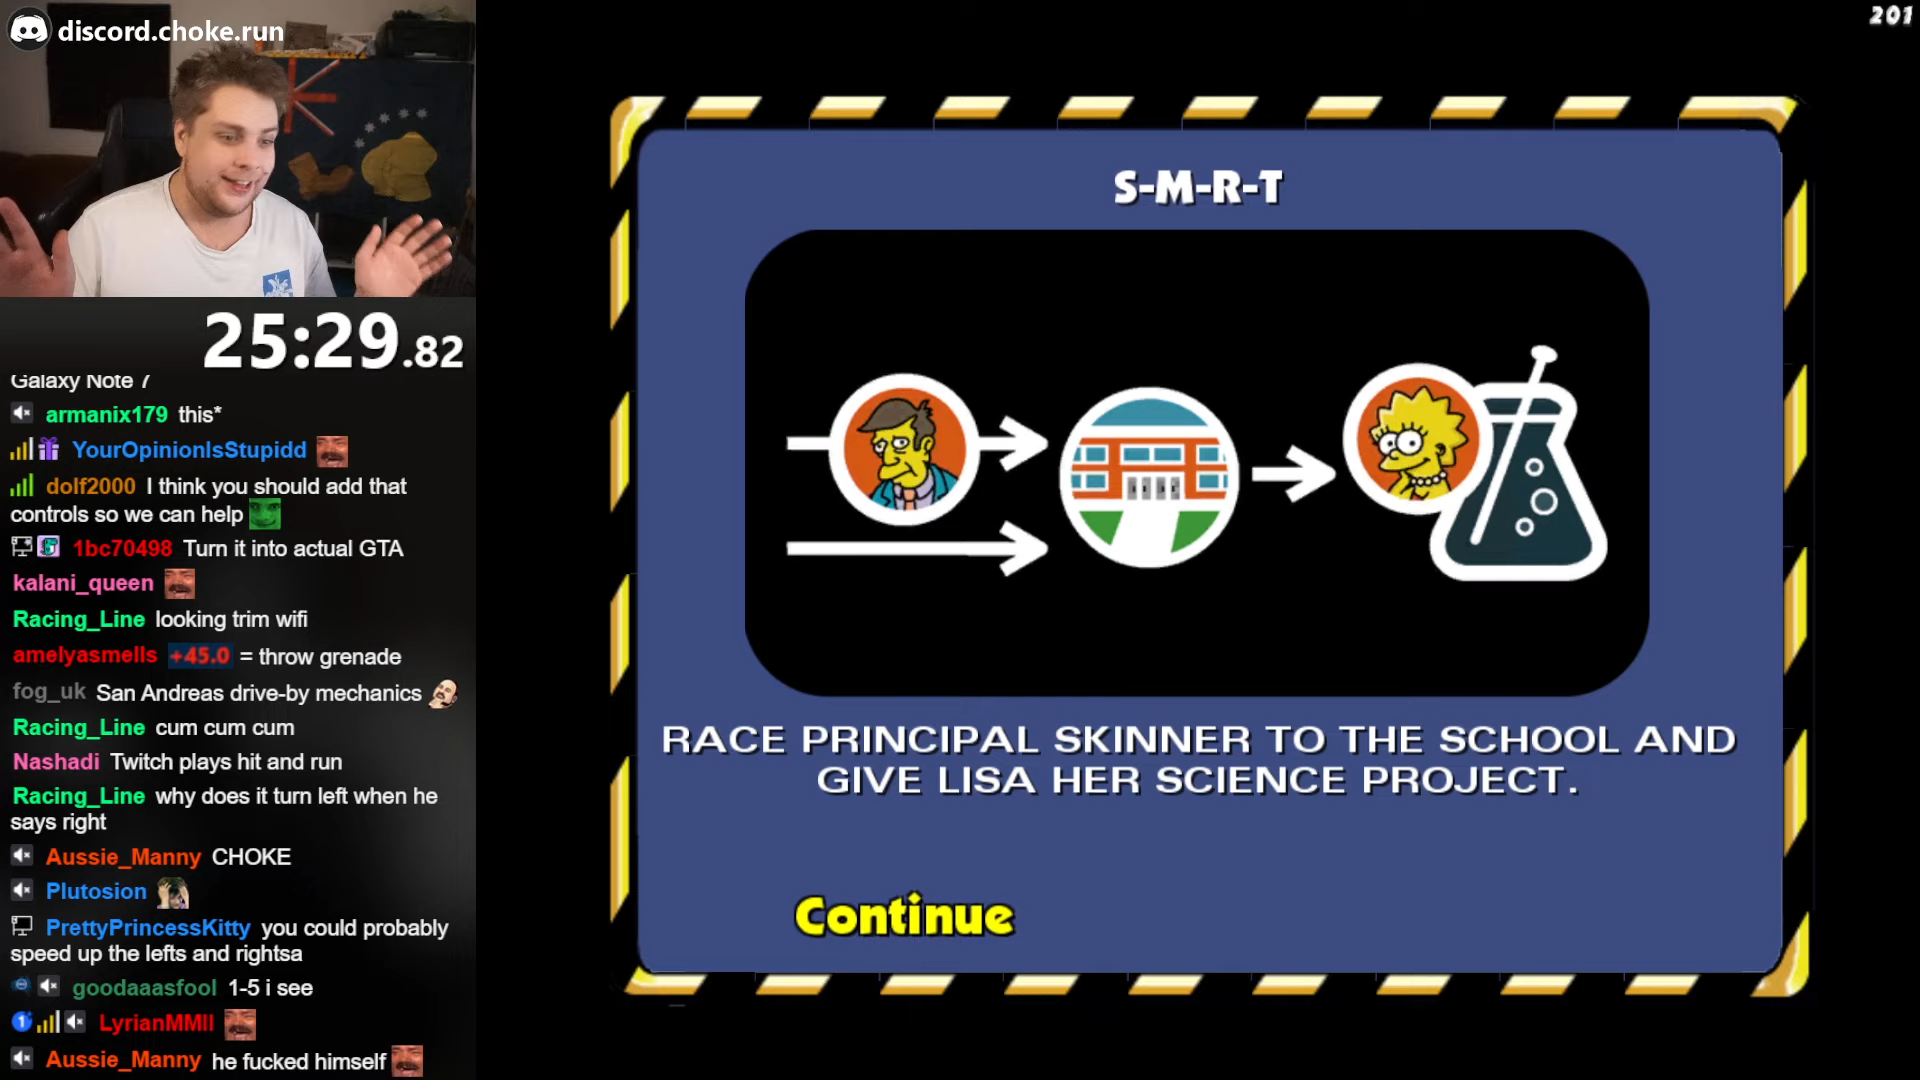 discord.choke.run
201
25:29.82
Galaxy Note 7
armanix179 this*
YourOpinionIsStupidd
dolf2000 I think you should add that
controls so we can help
1bc70498 Turn it into actual GTA
kalani_queen
Racing_Line looking trim wifi
amelyasmells +45.0 = throw grenade
fog_uk San Andreas drive-by mechanics
Racing_Line cum cum cum
Nashadi Twitch plays hit and run
Racing_Line why does it turn left when he
says right
Aussie_Manny CHOKE
Plutosion
PrettyPrincessKitty you could probably
speed up the lefts and rightsa
goodaaasfool 1-5 i see
LyrianMMII
Aussie_Manny he fucked himself
S-M-R-T
RACE PRINCIPAL SKINNER TO THE SCHOOL AND
GIVE LISA HER SCIENCE PROJECT.
Continue